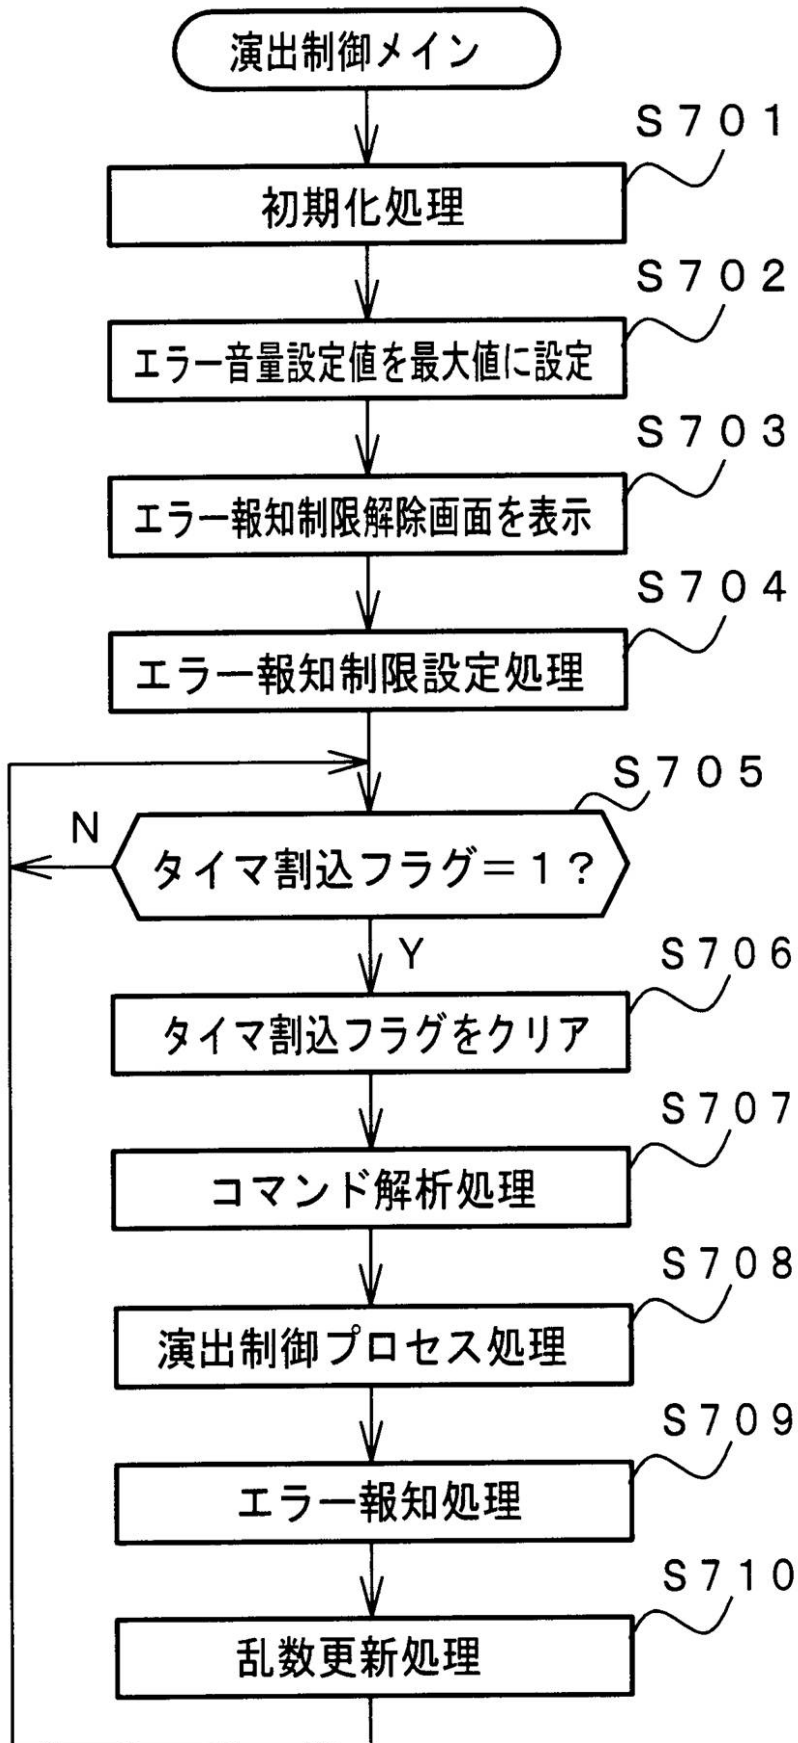 演出制御メイン
S701
初期化処理
S702
エラー音量設定値を最大値に設定
S703
エラー報知制限解除画面を表示
S704
エラー報知制限設定処理
S705
N
タイマ割込フラグ＝1？
Y
S706
タイマ割込フラグをクリア
S707
コマンド解析処理
S708
演出制御プロセス処理
S709
エラー報知処理
S710
乱数更新処理